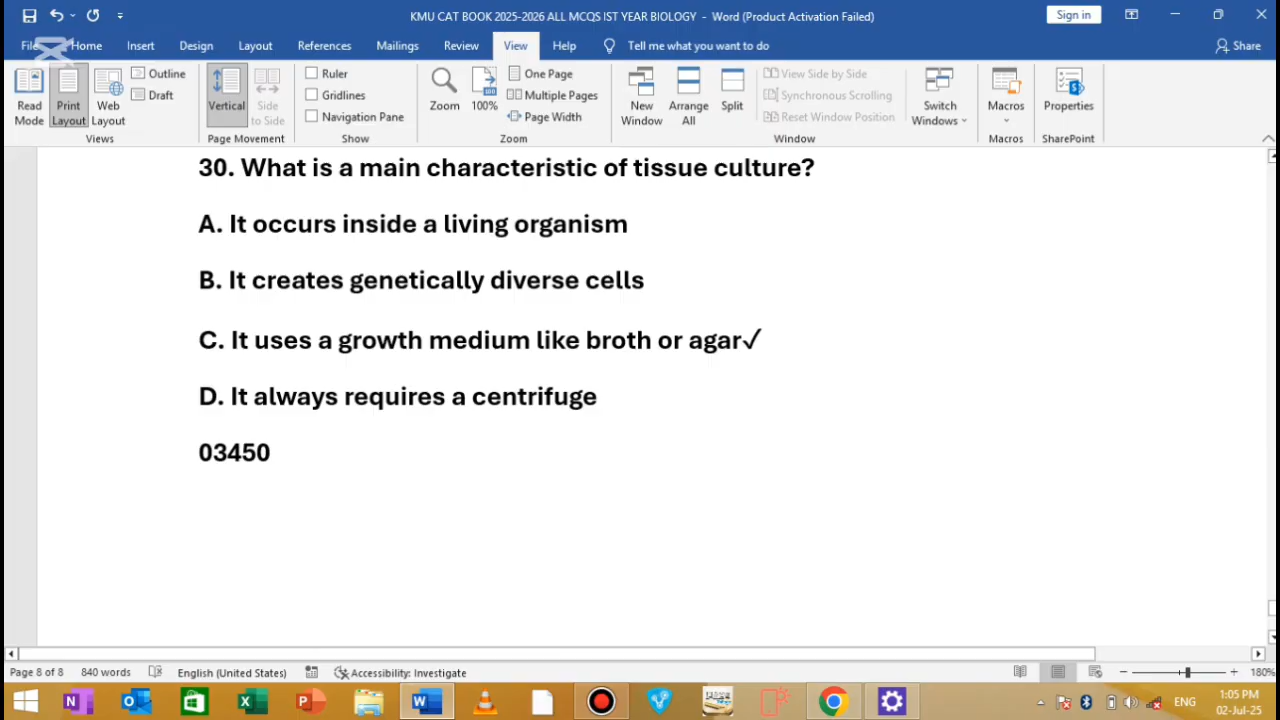 KMU CAT BOOK 2025-2026 ALL MCQS IST YEAR BIOLOGY - Word (Product Activation Failed)
Sign in
File Home Insert Design Layout References Mailings Review View Help Tell me what you want to do Share
Read Mode
Print Layout
Web Layout
Outline
Draft
Views
Vertical
Side to Side
Page Movement
Ruler
Gridlines
Navigation Pane
Show
Zoom
100%
One Page
Multiple Pages
Page Width
Zoom
New Window
Arrange All
Split
View Side by Side
Synchronous Scrolling
Reset Window Position
Switch Windows
Window
Macros
Macros
Properties
SharePoint
30. What is a main characteristic of tissue culture?
A. It occurs inside a living organism
B. It creates genetically diverse cells
C. It uses a growth medium like broth or agar✓
D. It always requires a centrifuge
03450
Page 8 of 8 840 words English (United States) Accessibility: Investigate 180%
ENG
1:05 PM
02-Jul-25